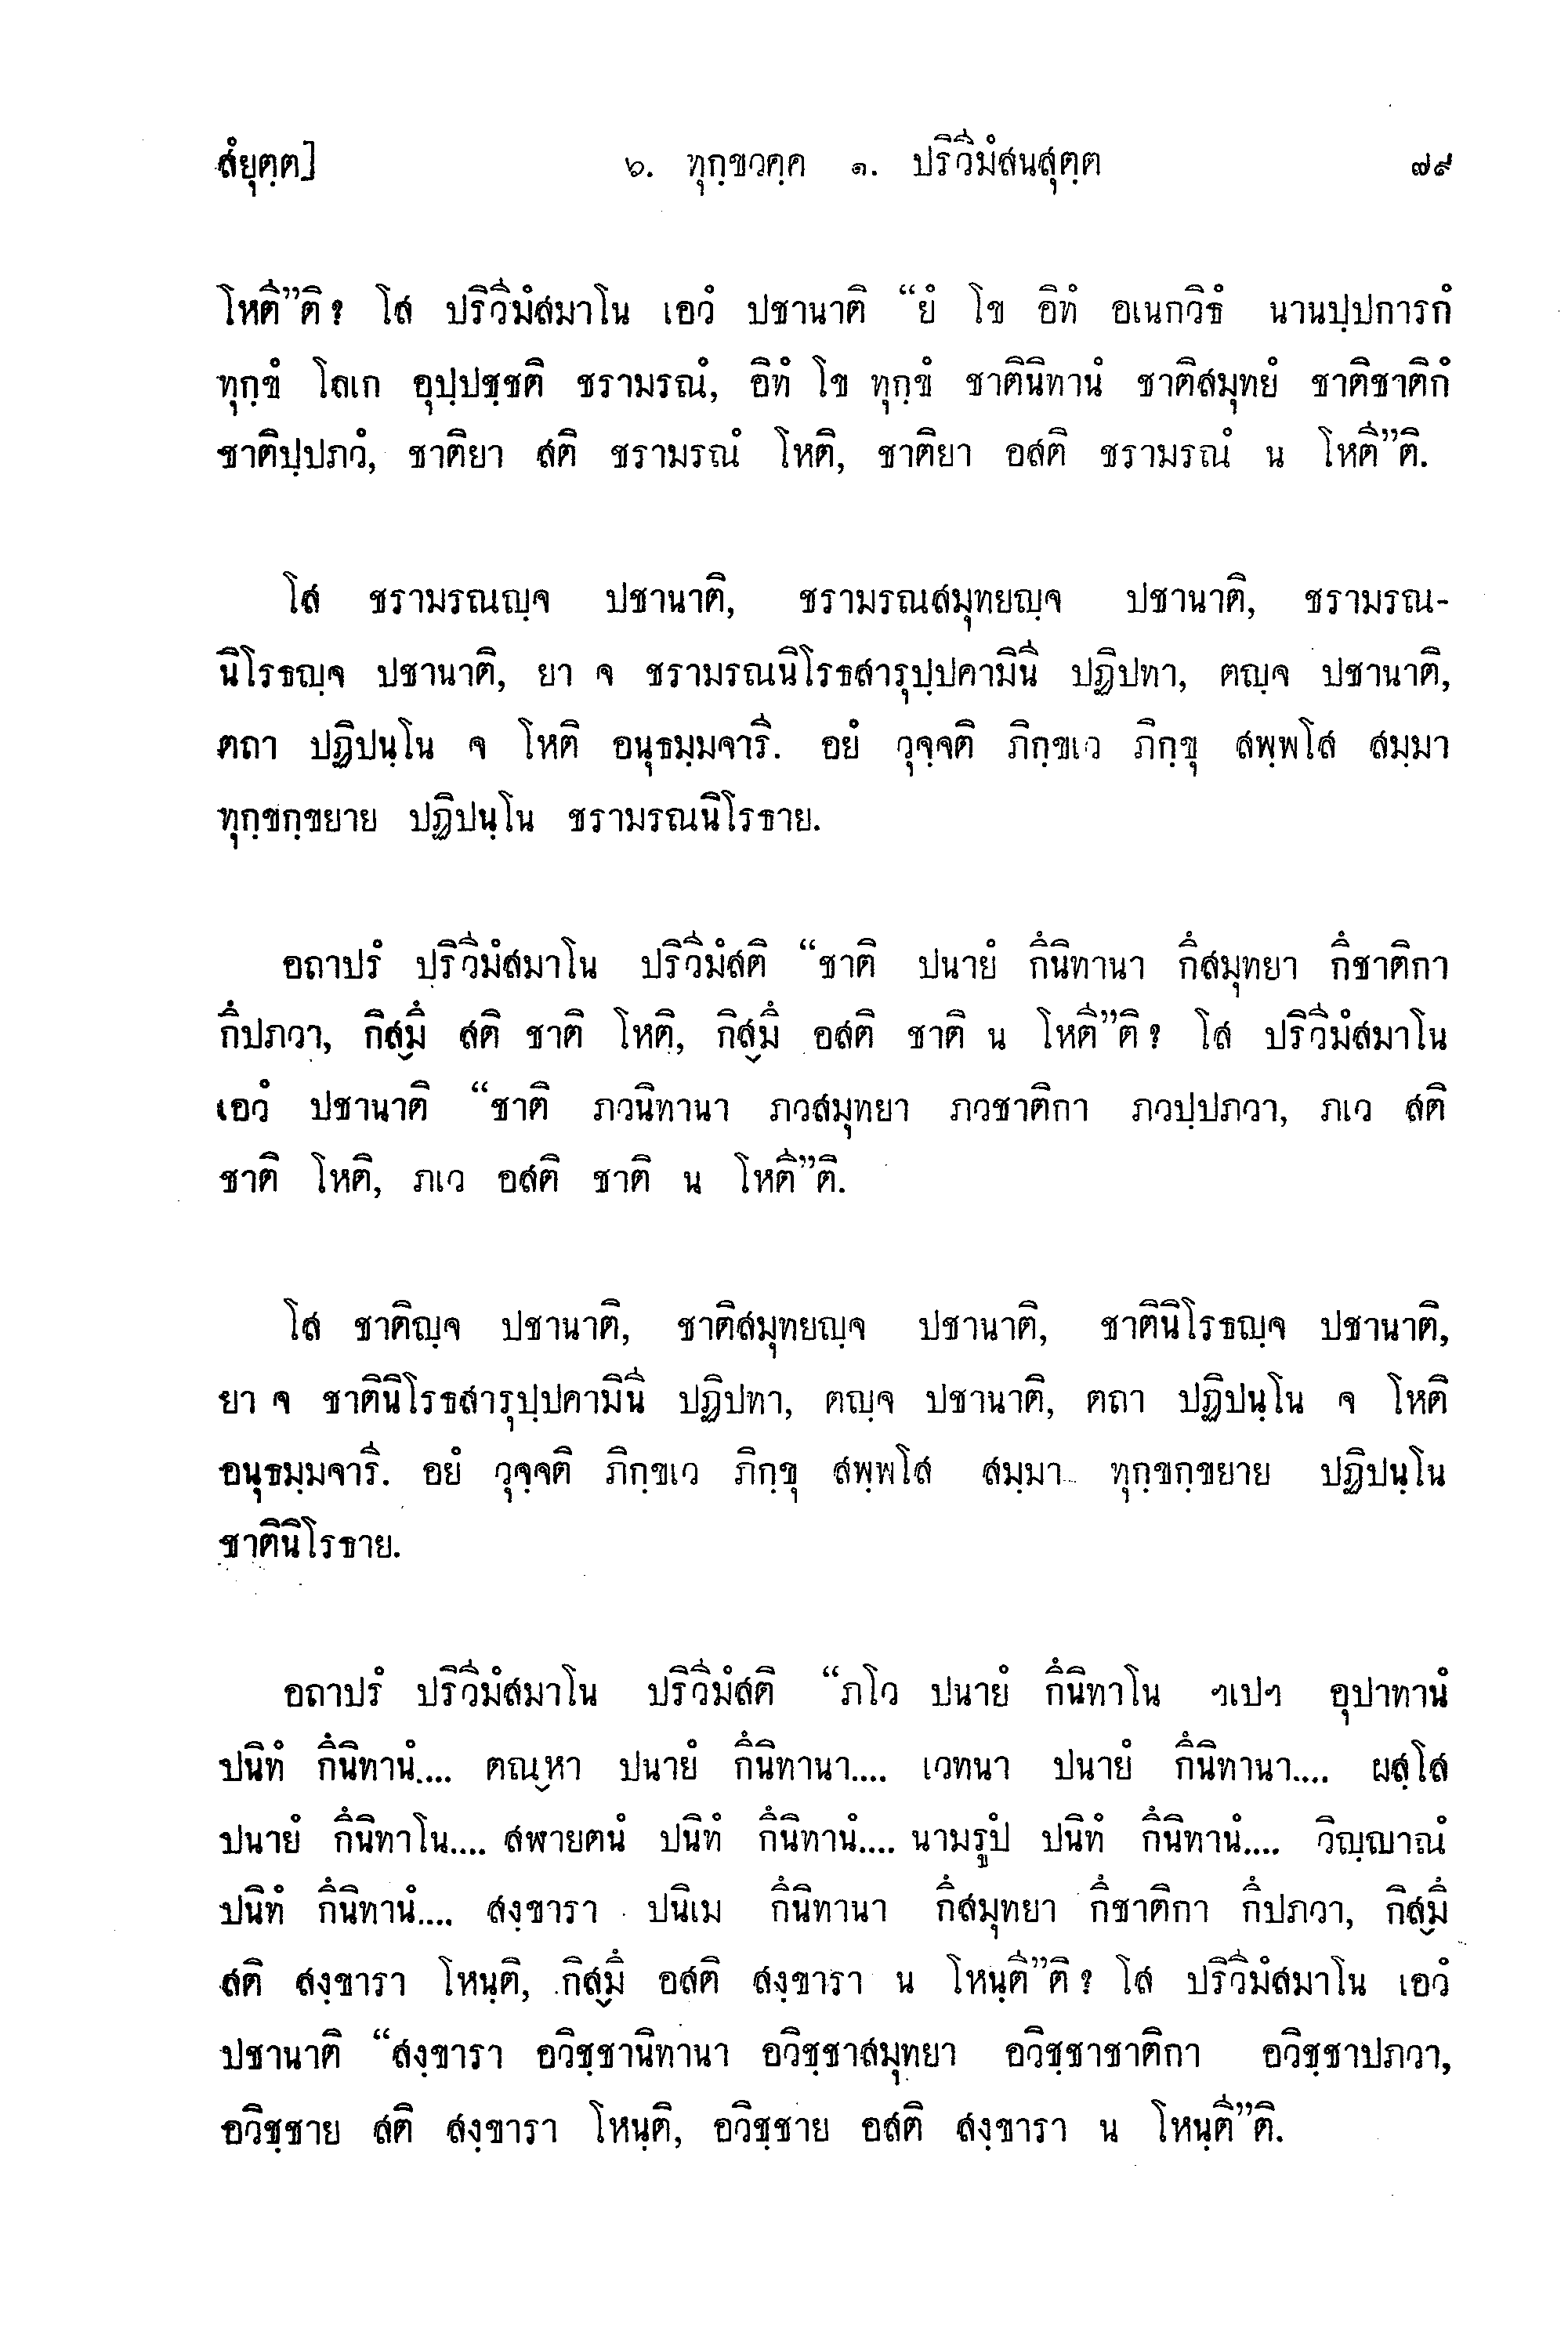 สํยุตฺต]	๖. ทุกฺขวคฺค ๑. ปริวีมํสนสุตฺต	๗๙
โหตี”ติ? โส ปริวีมํสมาโน เอวํ ปชานาติ “ยํ โข อิทํ อเนกวิธํ นานปฺปการกํ
ทุกฺขํ โลเก อุปฺปชฺชติ ชรามรณํ, อิทํ โข ทุกฺขํ ชาตินิทานํ ชาติสมุทยํ ชาติชาติกํ
ชาติปฺปภวํ, ชาติยา สติ ชรามรณํ โหติ, ชาติยา อสติ ชรามรณํ น โหตี”ติ.
โส ชรามรณญฺจ ปชานาติ, ชรามรณสมุทยญฺจ ปชานาติ, ชรามรณ-
นิโรธญฺจ ปชานาติ, ยา จ ชรามรณนิโรธสารุปฺปคามินี ปฏิปทา, ตญฺจ ปชานาติ,
ตถา ปฏิปนฺโน จ โหติ อนุธมฺมจารี. อยํ วุจฺจติ ภิกฺขเว ภิกฺขุ สพฺพโส สมฺมา
ทุกฺขกฺขยาย ปฏิปนฺโน ชรามรณนิโรธาย.
อถาปรํ ปริวีมํสมาโน ปริวีมํสติ “ชาติ ปนายํ กึนิทานา กึสมุทยา กึชาติกา
กึปภวา, กิสฺมึ สติ ชาติ โหติ, กิสฺมึ อสติ ชาติ น โหตี”ติ? โส ปริวีมํสมาโน
เอวํ ปชานาติ “ชาติ ภวนิทานา ภวสมุทยา ภวชาติกา ภวปฺปภวา, ภเว สติ
ชาติ โหติ, ภเว อสติ ชาติ น โหตี”ติ.
โส ชาติญฺจ ปชานาติ, ชาติสมุทยญฺจ ปชานาติ, ชาตินิโรธญฺจ ปชานาติ,
ยา จ ชาตินิโรธสารุปฺปคามินี ปฏิปทา, ตญฺจ ปชานาติ, ตถา ปฏิปนฺโน จ โหติ
อนุธมฺมจารี. อยํ วุจฺจติ ภิกฺขเว ภิกฺขุ สพฺพโส สมฺมา ทุกฺขกฺขยาย ปฏิปนฺโน
ชาตินิโรธาย.
อถาปรํ ปริวีมํสมาโน ปริวีมํสติ “ภโว ปนายํ กึนิทาโน ฯเปฯ อุปาทานํ
ปนิทํ กึนิทานํ.... ตณฺหา ปนายํ กึนิทานา.... เวทนา ปนายํ กึนิทานา.... ผสฺโส
ปนายํ กึนิทาโน.... สฬายตนํ ปนิทํ กึนิทานํ.... นามรูปํ ปนิทํ กึนิทานํ.... วิญฺญาณํ
ปนิทํ กึนิทานํ.... สงฺขารา ปนิเม กึนิทานา กึสมุทยา กึชาติกา กึปภวา, กิสฺมึ
สติ สงฺขารา โหนฺติ, กิสฺมึ อสติ สงฺขารา น โหนฺตี”ติ? โส ปริวีมํสมาโน เอวํ
ปชานาติ “สงฺขารา อวิชฺชานิทานา อวิชฺชาสมุทยา อวิชฺชาชาติกา อวิชฺชาปภวา,
อวิชฺชาย สติ สงฺขารา โหนฺติ, อวิชฺชาย อสติ สงฺขารา น โหนฺตี”ติ.